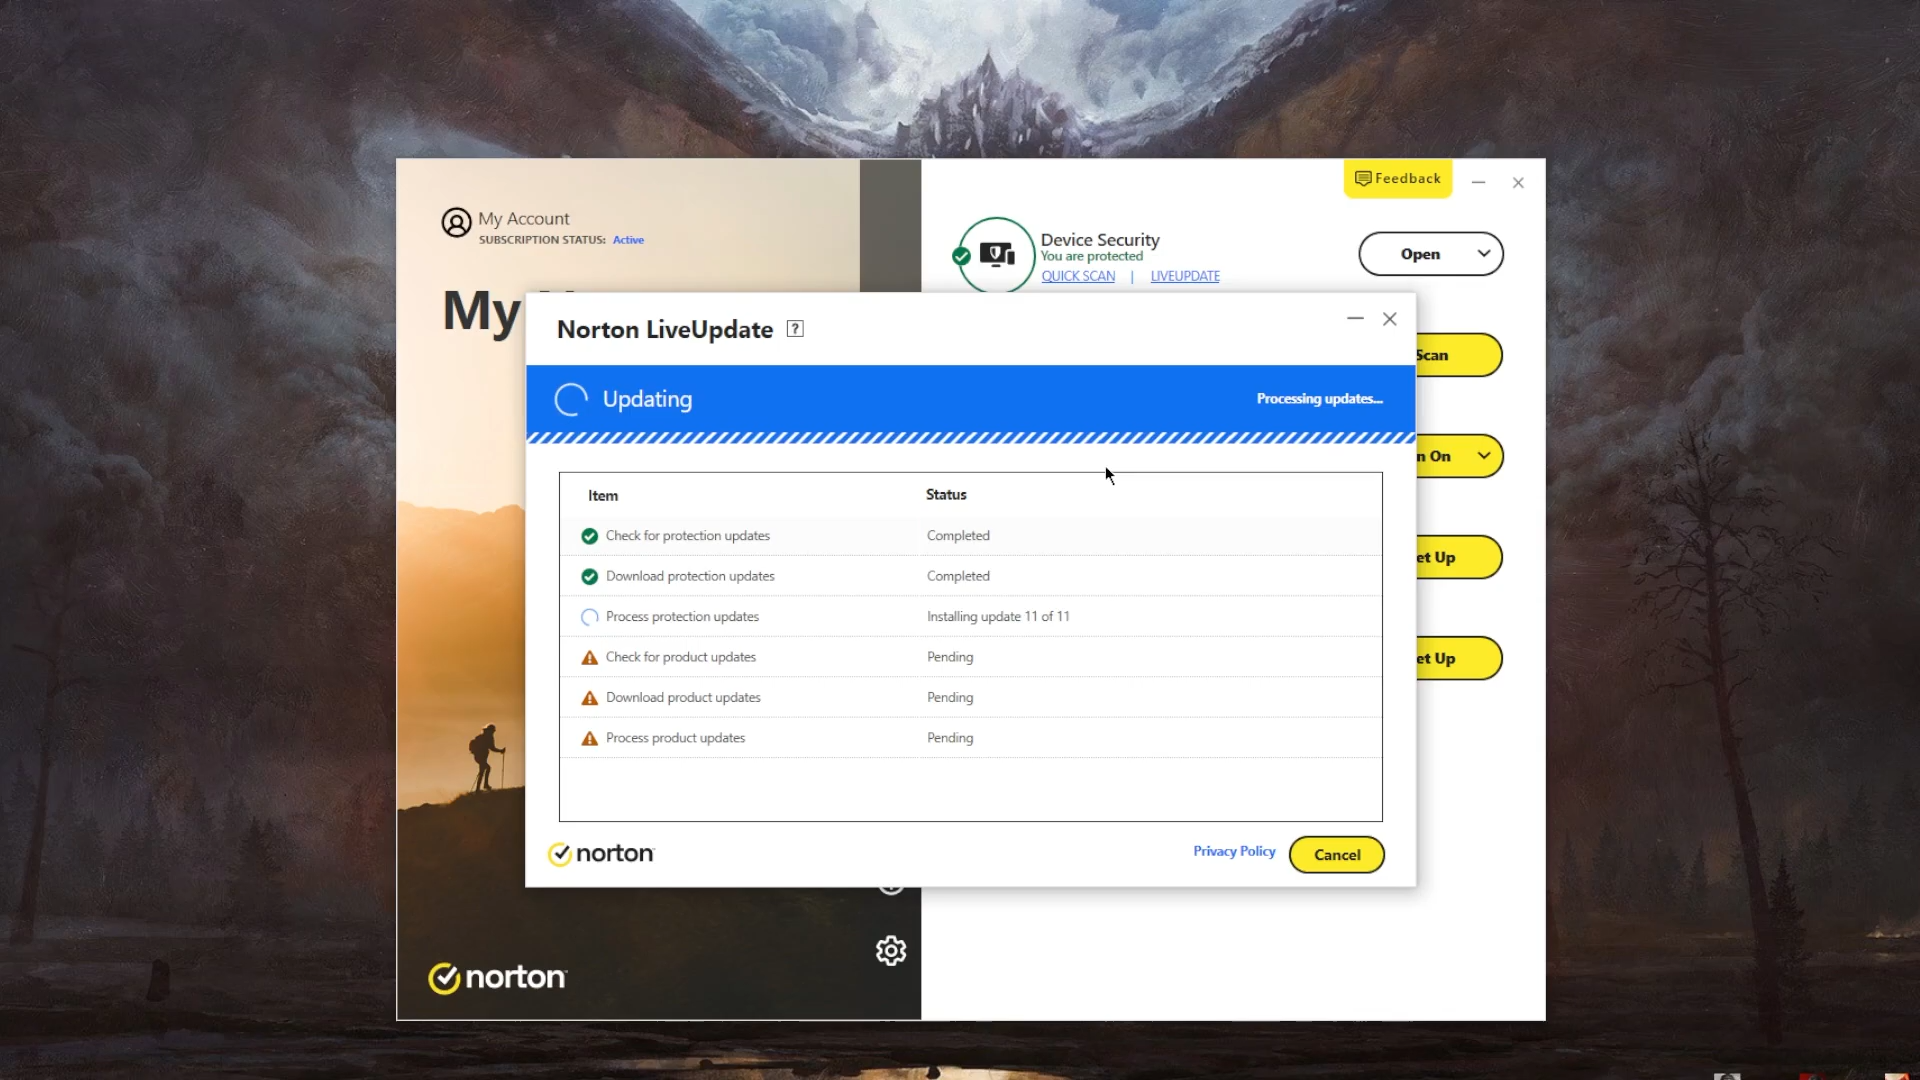 Feedback
My Account
SUBSCRIPTION STATUS: Active
Device Security
You are protected
QUICK SCAN | LIVEUPDATE
Open
My
Norton LiveUpdate ?
Scan
Updating
Processing updates...
n On
Item Status
Check for protection updates Completed
Download protection updates Completed
et Up
Process protection updates Installing update 11 of 11
Check for product updates Pending
et Up
Download product updates Pending
Process product updates Pending
norton
Privacy Policy
Cancel
norton